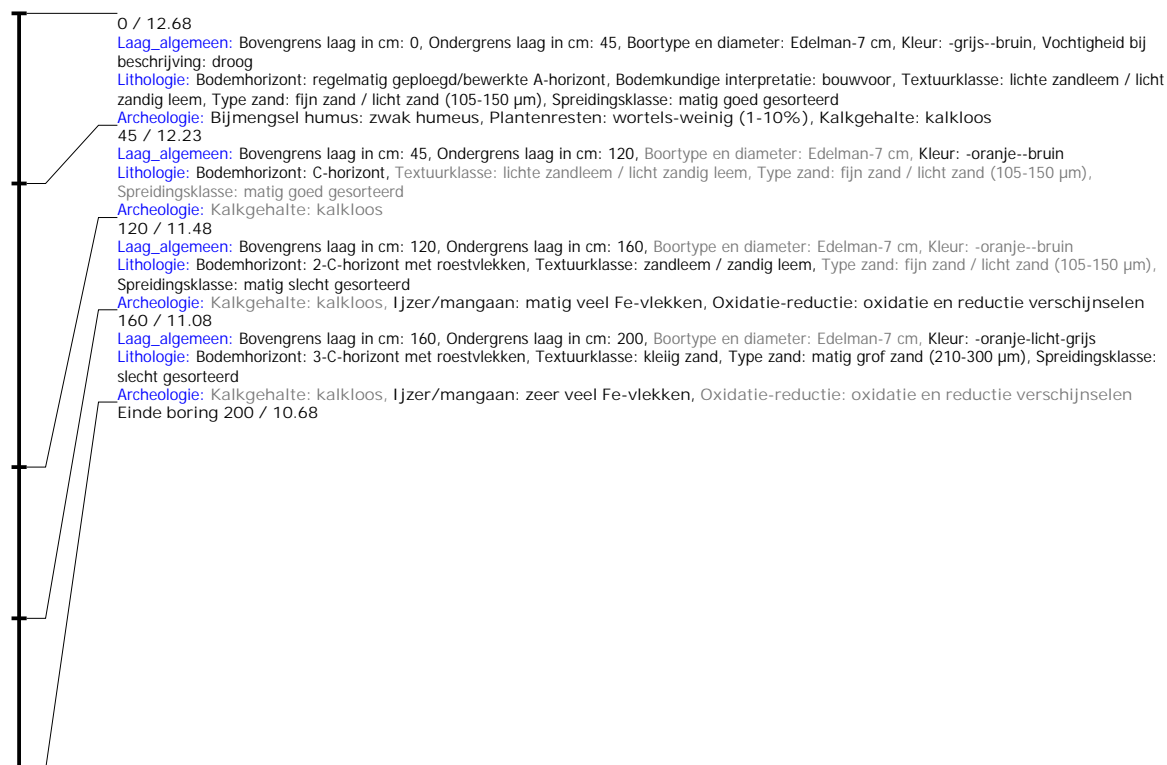 0 / 12.68
Laag_algemeen: Bovengrens laag in cm: 0, Ondergrens laag in cm: 45, Boortype en diameter: Edelman-7 cm, Kleur: -grijs--bruin, Vochtigheid bij
beschrijving: droog
Lithologie: Bodemhorizont: regelmatig geploegd/bewerkte A-horizont, Bodemkundige interpretatie: bouwvoor, Textuurklasse: lichte zandleem / licht
zandig leem, Type zand: fijn zand / licht zand (105-150 µm), Spreidingsklasse: matig goed gesorteerd
Archeologie: Bijmengsel humus: zwak humeus, Plantenresten: wortels-weinig (1-10%), Kalkgehalte: kalkloos
45 / 12.23
Laag_algemeen: Bovengrens laag in cm: 45, Ondergrens laag in cm: 120, Boortype en diameter: Edelman-7 cm, Kleur: -oranje--bruin
Lithologie: Bodemhorizont: C-horizont, Textuurklasse: lichte zandleem / licht zandig leem, Type zand: fijn zand / licht zand (105-150 µm),
Spreidingsklasse: matig goed gesorteerd
Archeologie: Kalkgehalte: kalkloos
120 / 11.48
Laag_algemeen: Bovengrens laag in cm: 120, Ondergrens laag in cm: 160, Boortype en diameter: Edelman-7 cm, Kleur: -oranje--bruin
Lithologie: Bodemhorizont: 2-C-horizont met roestvlekken, Textuurklasse: zandleem / zandig leem, Type zand: fijn zand / licht zand (105-150 µm),
Spreidingsklasse: matig slecht gesorteerd
Archeologie: Kalkgehalte: kalkloos, Ijzer/mangaan: matig veel Fe-vlekken, Oxidatie-reductie: oxidatie en reductie verschijnselen
160 / 11.08
Laag_algemeen: Bovengrens laag in cm: 160, Ondergrens laag in cm: 200, Boortype en diameter: Edelman-7 cm, Kleur: -oranje-licht-grijs
Lithologie: Bodemhorizont: 3-C-horizont met roestvlekken, Textuurklasse: kleiig zand, Type zand: matig grof zand (210-300 µm), Spreidingsklasse:
slecht gesorteerd
Archeologie: Kalkgehalte: kalkloos, Ijzer/mangaan: zeer veel Fe-vlekken, Oxidatie-reductie: oxidatie en reductie verschijnselen
Einde boring 200 / 10.68